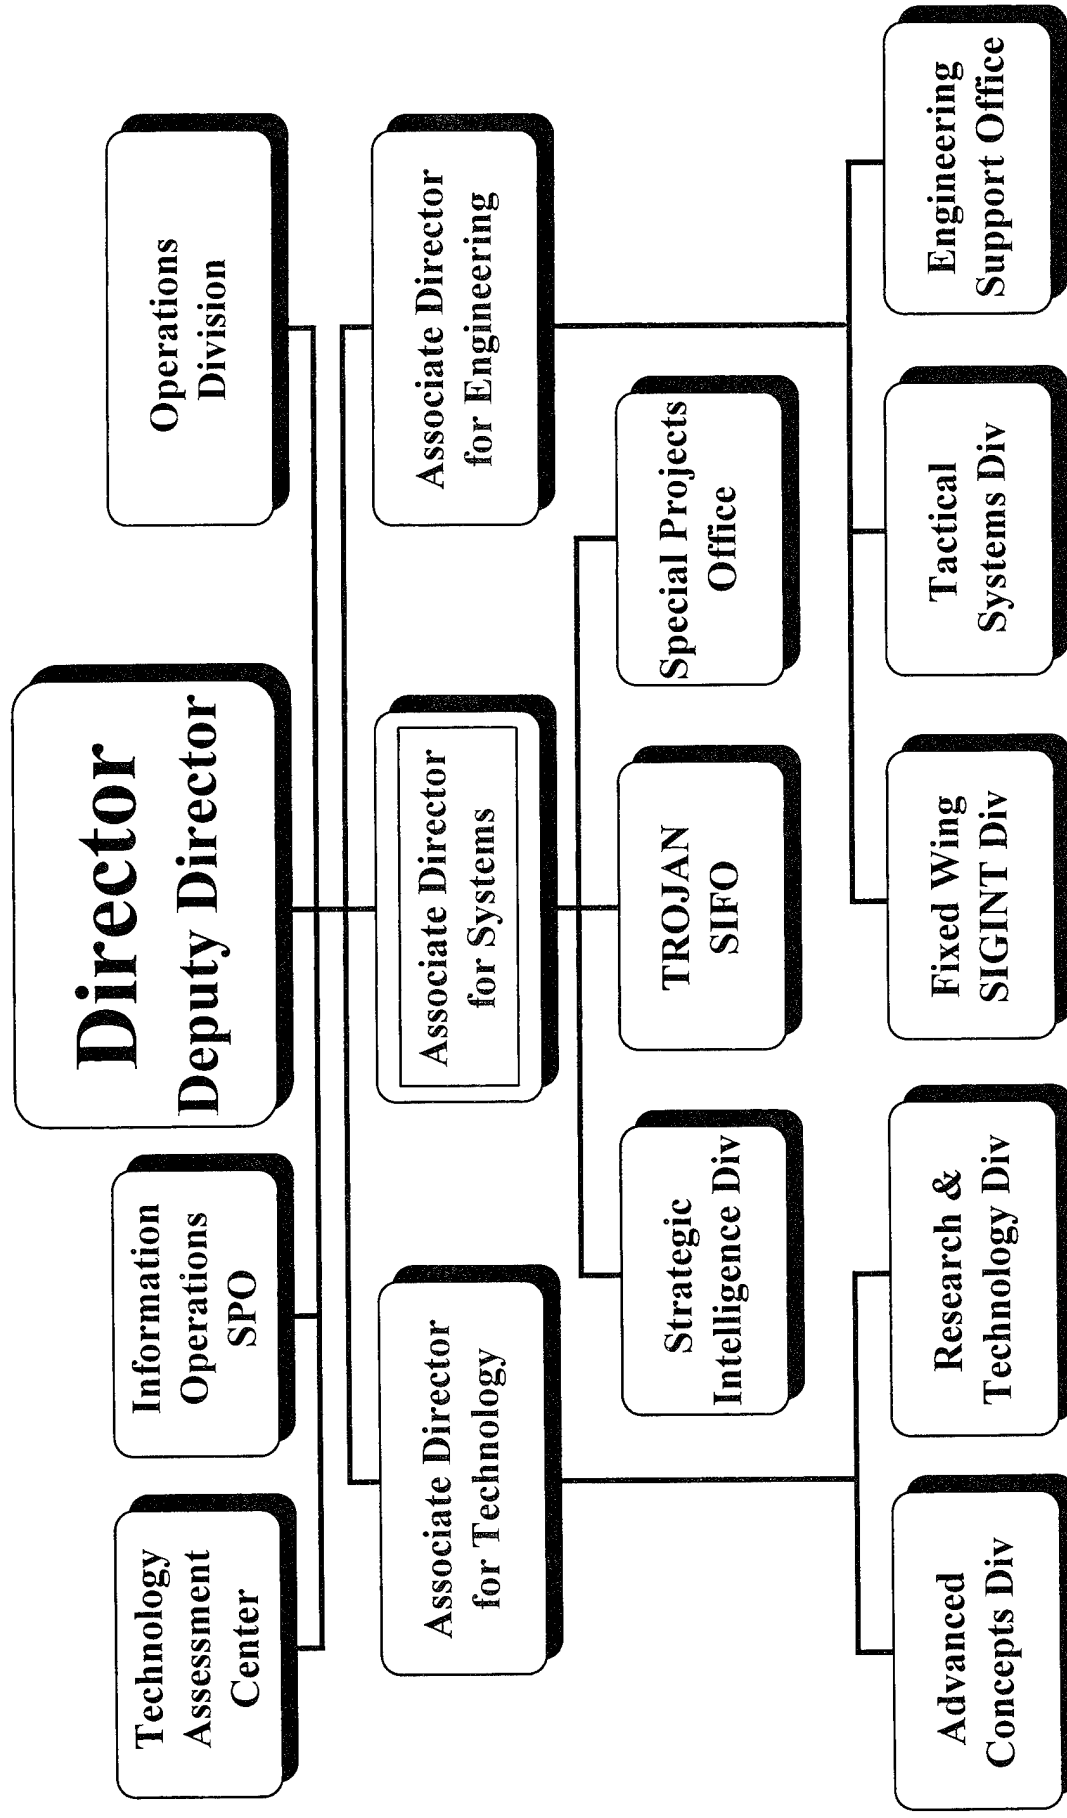 Director
Deputy Director
Technology
Assessment
Center
Information
Operations
SPO
Operations
Division
Associate Director
for Technology
Associate Director
for Systems
Associate Director
for Engineering
Strategic
Intelligence Div
TROJAN
SIFO
Special Projects
Office
Advanced
Concepts Div
Research &
Technology Div
Fixed Wing
SIGINT Div
Tactical
Systems Div
Engineering
Support Office